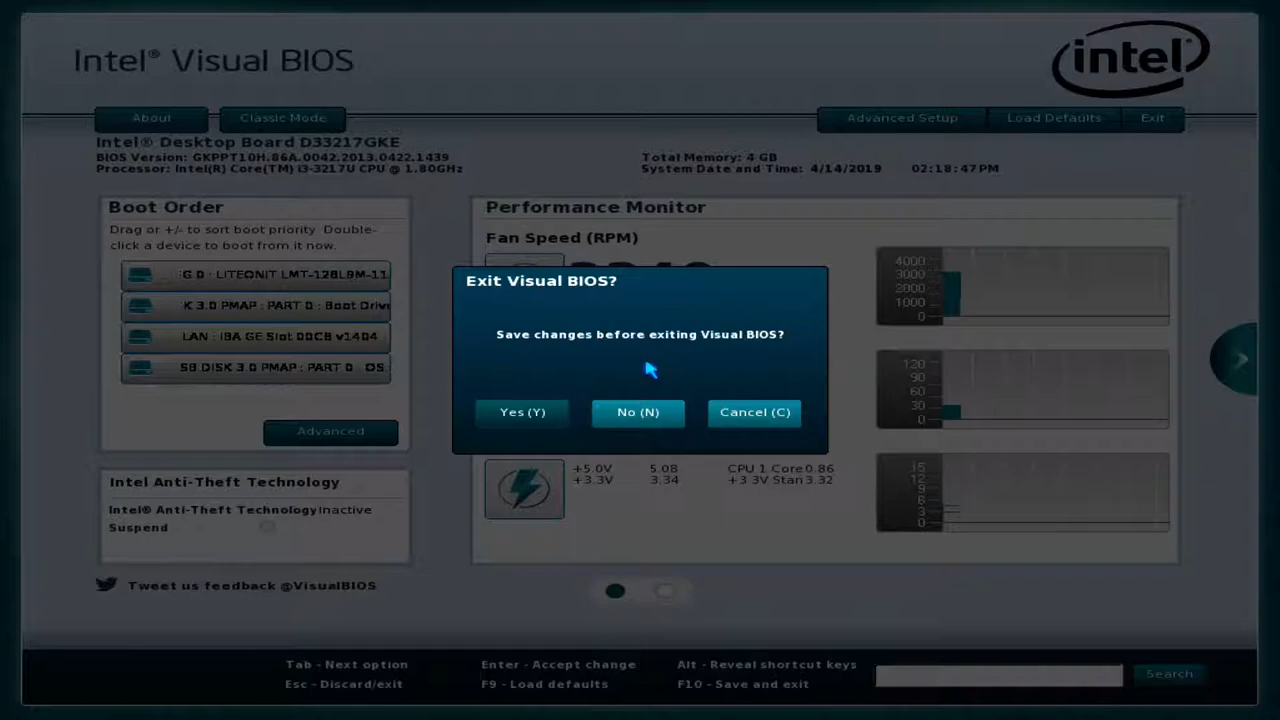 Intel® Visual BIOS
intel
About
Classic Mode
Advanced Setup
Load Defaults
Exit
Intel® Desktop Board D33217GKE
BIOS Version: GKPPT10H.86A.0042.2013.0422.1439
Processor: Intel(R) Core(TM) i3-3217U CPU @ 1.80GHz
Total Memory: 4 GB
System Date and Time: 4/14/2019 02:18:47PM
Boot Order
Drag or +/- to sort boot priority. Double-
click a device to boot from it now.
G 0 : LITEONIT LMT-128L9M-11
K 3.0 PMAP : PART 0 : Boot Drive
LAN : IBA GE Slot 00C8 v1404
SB DISK 3.0 PMAP : PART 0 OS
Advanced
Intel Anti-Theft Technology
Intel® Anti-Theft Technology Inactive
Suspend
Tweet us feedback @VisualBIOS
Performance Monitor
Fan Speed (RPM)
4000
3000
2000
1000
0
120
90
60
30
0
+5.0V 5.08 CPU 1 Core 0.86
+3.3V 3.34 +3 3V Stan 3.32
15
12
9
6
3
0
Exit Visual BIOS?
Save changes before exiting Visual BIOS?
Yes (Y)
No (N)
Cancel (C)
Tab - Next option
Enter - Accept change
Alt - Reveal shortcut keys
Esc - Discard/exit
F9 - Load defaults
F10 - Save and exit
Search